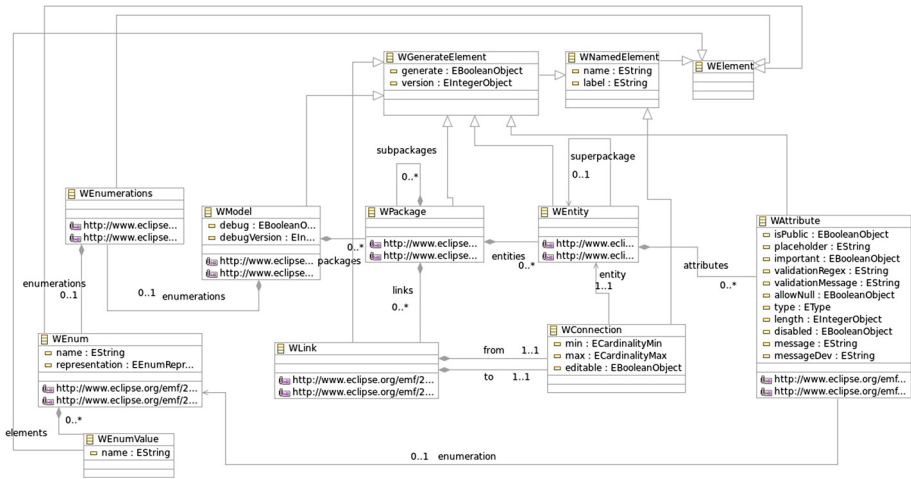 WGenerateElement
generate : EBooleanObject
version : EIntegerObject
WNamedElement
name : EString
label : EString
WElement
subpackages
0..*
superpackage
0..1
WEnumerations
http://www.eclipse...
http://www.eclipse...
WModel
debug : EBooleanO...
debugVersion : EIn...
http://www.eclipse...
http://www.eclipse...
WPackage
http://www.eclipse...
http://www.eclipse...
WEntity
http://www.ecli...
http://www.ecli...
WAttribute
isPublic : EBooleanObject
placeholder : EString
important : EBooleanObject
validationRegex : EString
validationMessage : EString
allowNull : EBooleanObject
type : EType
length : EIntegerObject
disabled : EBooleanObject
message : EString
messageDev : EString
http://www.eclipse.org/emf...
http://www.eclipse.org/emf...
0..*
packages
entities
0..*
attributes
0..*
entity
1..1
enumerations
0..1
0..1 enumerations
links
0..*
WEnum
name : EString
representation : EEnumRepr...
http://www.eclipse.org/emf/2...
http://www.eclipse.org/emf/2...
WLink
http://www.eclipse.org/emf/2...
http://www.eclipse.org/emf/2...
from 1..1
to 1..1
WConnection
min : ECardinalityMin
max : ECardinalityMax
editable : EBooleanObject
0..*
elements
WEnumValue
name : EString
0..1 enumeration